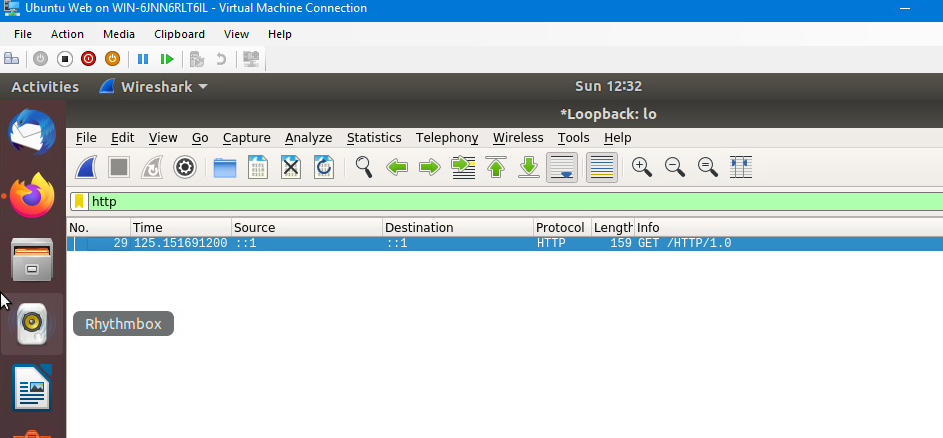 Ubuntu Web on WIN-6JNN6RLT6IL - Virtual Machine Connection
File Action Media Clipboard View Help
Activities Wireshark Sun 12:32
*Loopback: lo
File Edit View Go Capture Analyze Statistics Telephony Wireless Tools Help
http
No. Time Source Destination Protocol Length Info
29 125.151691200 ::1 ::1 HTTP 159 GET /HTTP/1.0
Rhythmbox